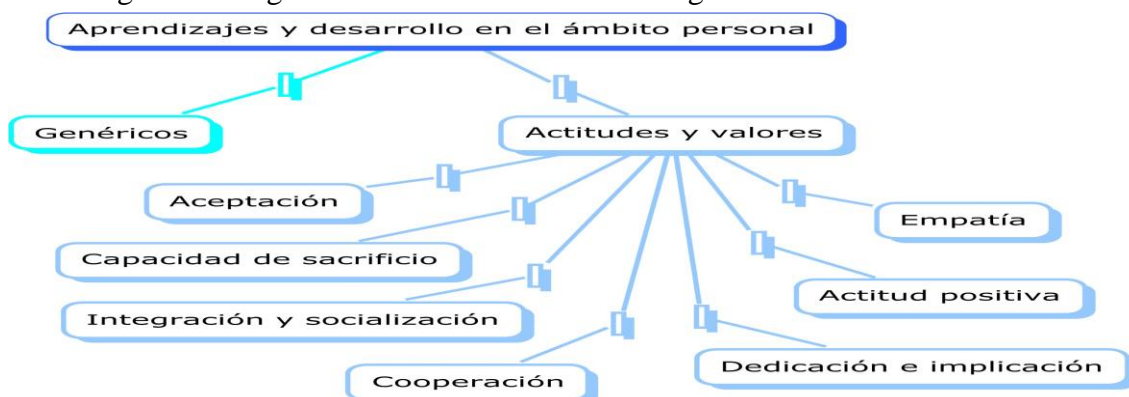 Aprendizajes y desarrollo en el ámbito personal
Genéricos
Actitudes y valores
Aceptación
Empatía
Capacidad de sacrificio
Actitud positiva
Integración y socialización
Dedicación e implicación
Cooperación